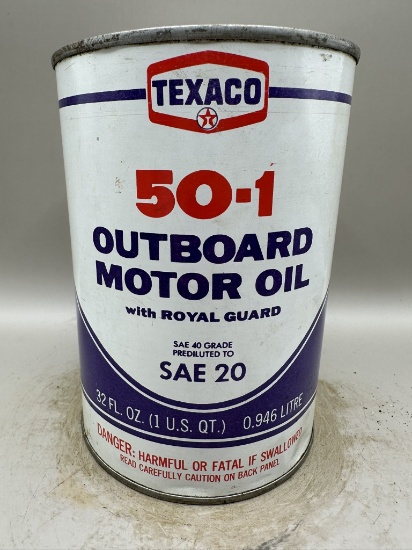 TEXACO
50-1
OUTBOARD
MOTOR OIL
with ROYAL GUARD
SAE 40 GRADE
PREDILUTED TO
SAE 20
32 FL. OZ. (1 U.S. QT.) 0.946 LITRE
DANGER: HARMFUL OR FATAL IF SWALLOWED
READ CAREFULLY CAUTION ON BACK PANEL